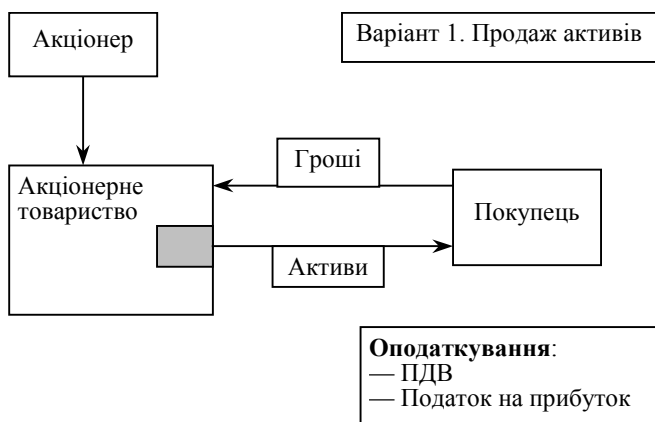 Акціонер
Варіант 1. Продаж активів
Гроші
Акціонерне
товариство
Покупець
Активи
Оподаткування:
— ПДВ
— Податок на прибуток